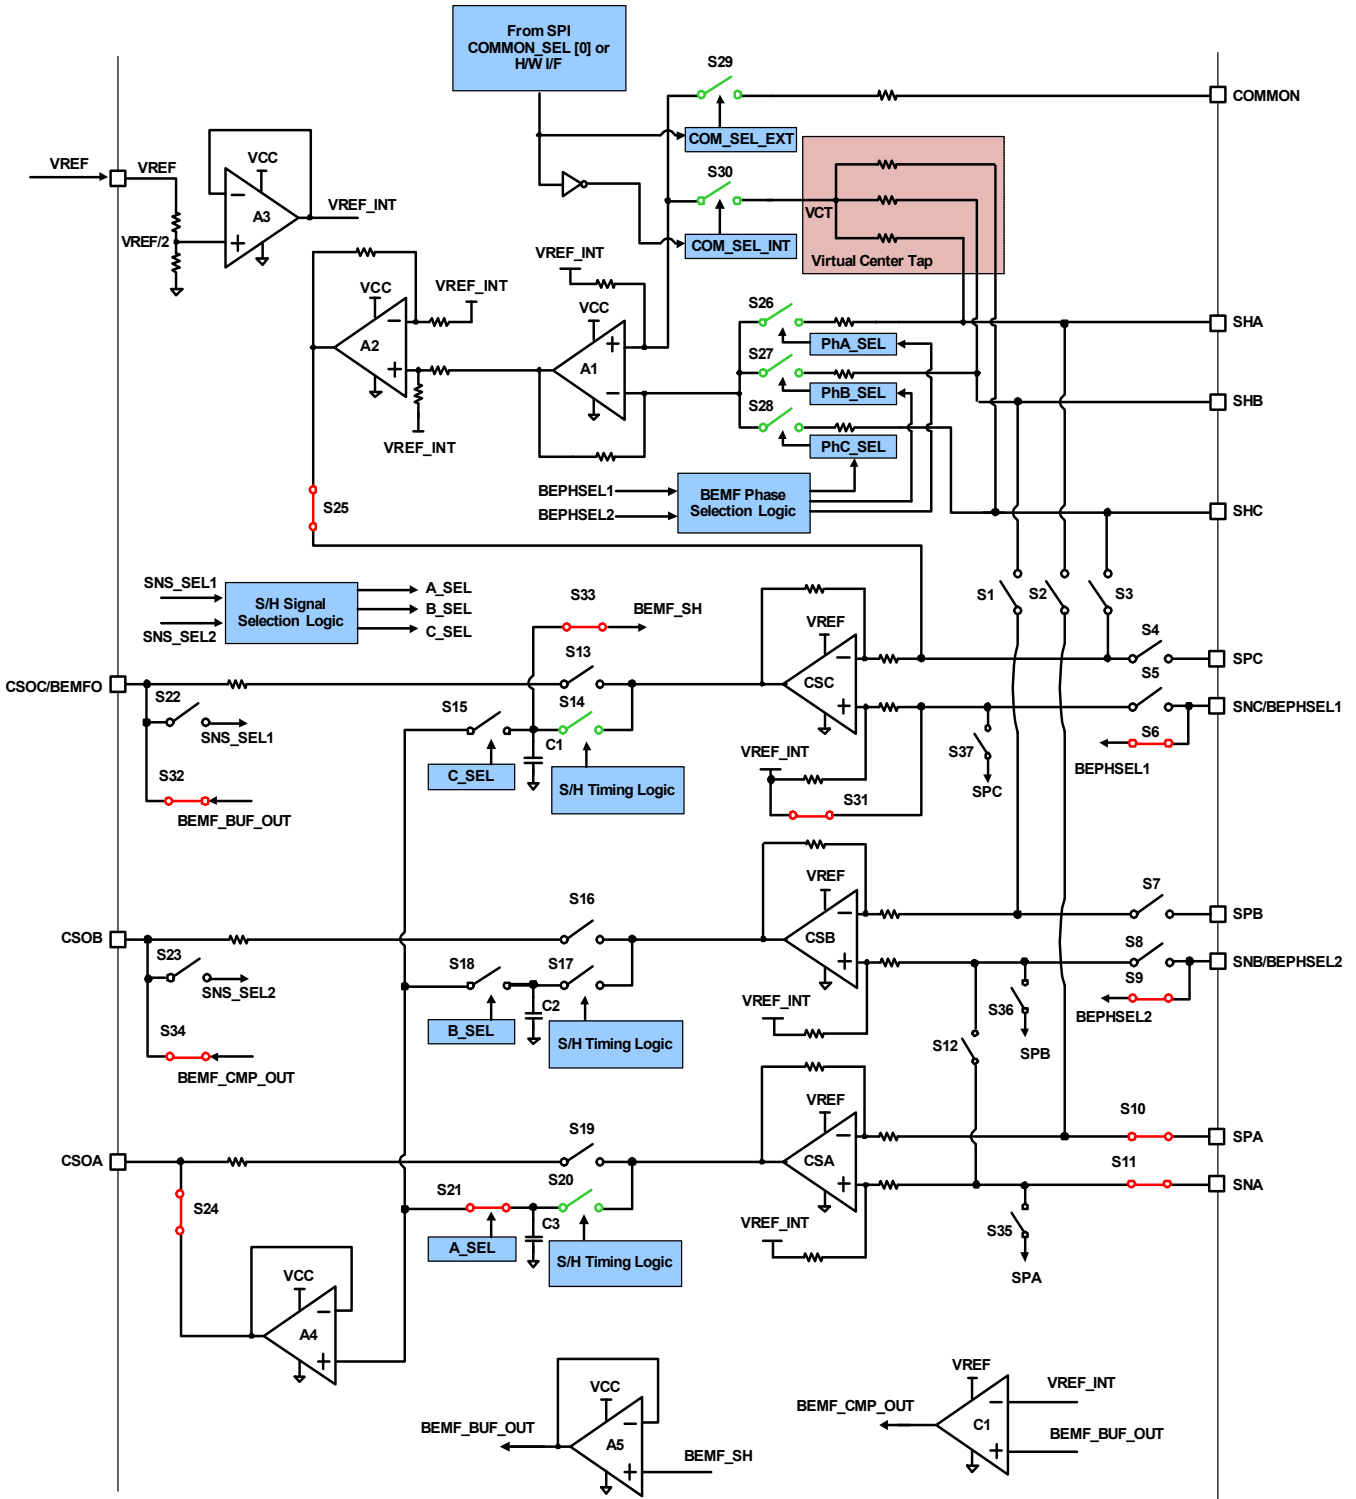 From SPI
COMMON_SEL [0] or
H/W I/F
S29
COMMON
COM_SEL_EXT
VREF
VREF
VCC
A3
VREF_INT
VREF/2
S30
VCT
COM_SEL_INT
Virtual Center Tap
VREF_INT
VCC
VREF_INT
A2
VREF_INT
VCC
A1
S26
PhA_SEL
SHA
S27
PhB_SEL
SHB
S28
PhC_SEL
BEPHSEL1
BEPHSEL2
BEMF Phase
Selection Logic
SHC
S25
SNS_SEL1
SNS_SEL2
S/H Signal
Selection Logic
A_SEL
B_SEL
C_SEL
S33
BEMF_SH
S1
S2
S3
CSOC/BEMFO
S22
SNS_SEL1
S32
BEMF_BUF_OUT
S13
S14
S15
C1
C_SEL
S/H Timing Logic
VREF
CSC
VREF_INT
S31
S4
SPC
S5
SNC/BEPHSEL1
S6
BEPHSEL1
S37
SPC
CSOB
S23
SNS_SEL2
S34
BEMF_CMP_OUT
S16
S17
S18
C2
B_SEL
S/H Timing Logic
VREF
CSB
VREF_INT
S7
SPB
S8
SNB/BEPHSEL2
S9
BEPHSEL2
S36
SPB
S12
CSOA
S24
S19
S20
S21
C3
A_SEL
S/H Timing Logic
VREF
CSA
VREF_INT
S10
SPA
S11
SNA
S35
SPA
VCC
A4
VCC
A5
BEMF_BUF_OUT
BEMF_SH
VREF
C1
BEMF_CMP_OUT
VREF_INT
BEMF_BUF_OUT